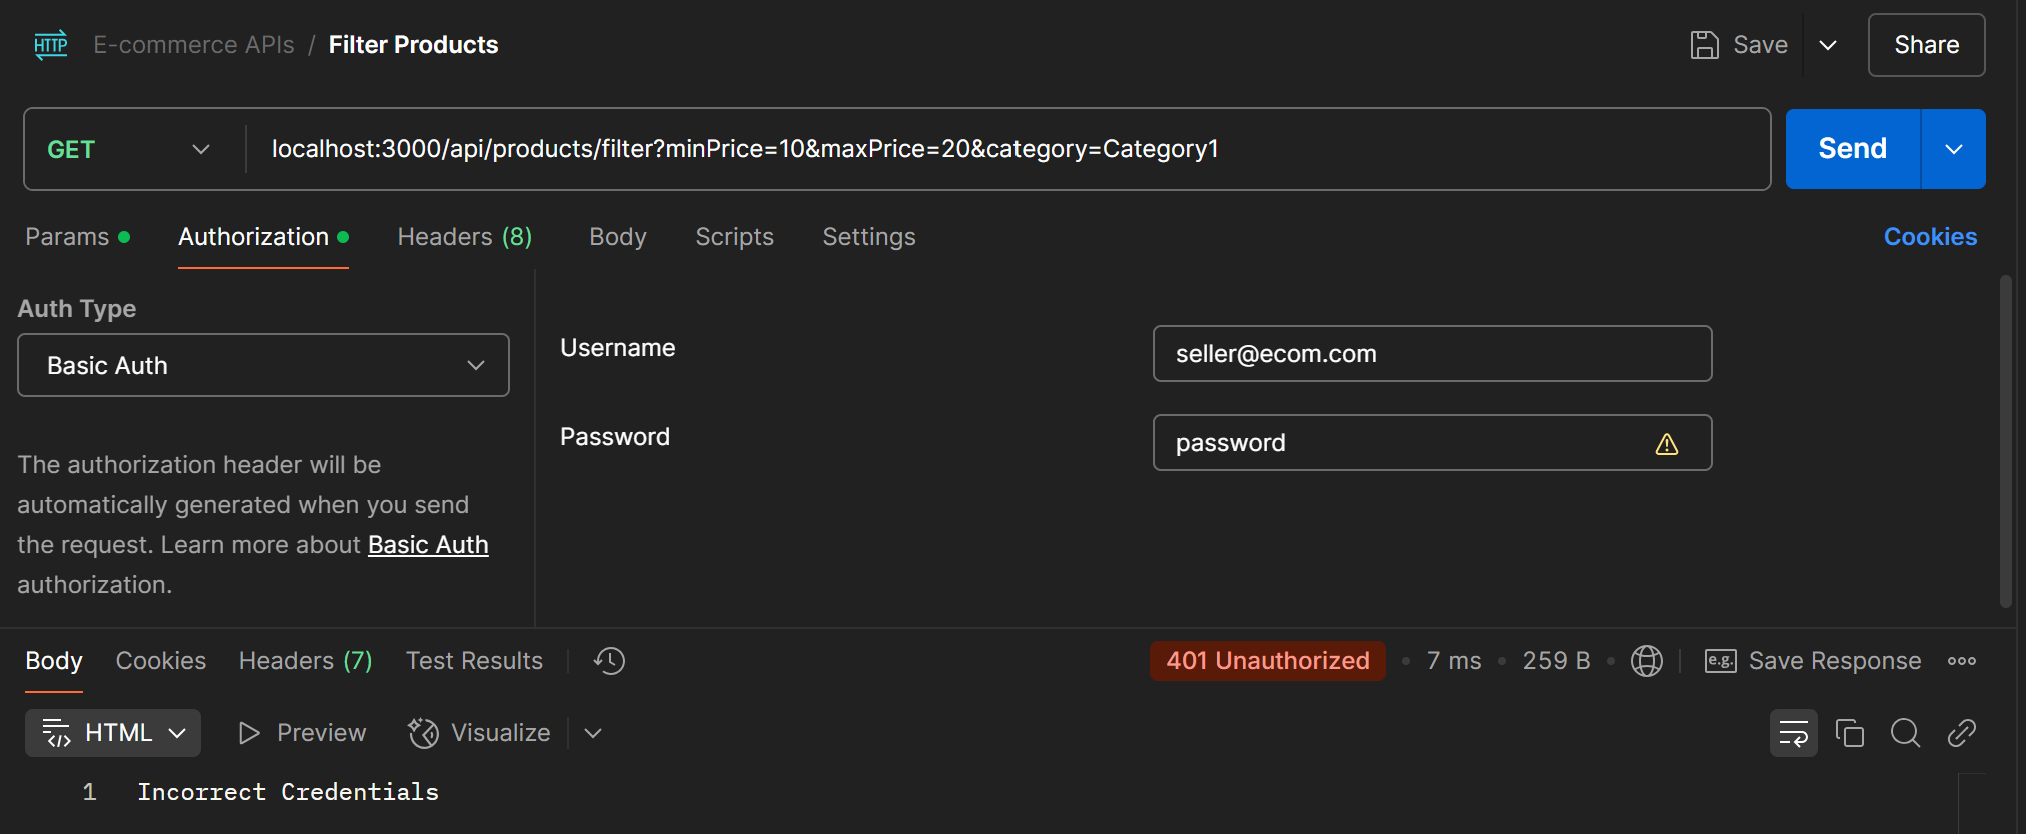 HTTP E-commerce APIs / Filter Products Save Share
GET localhost:3000/api/products/filter?minPrice=10&maxPrice=20&category=Category1 Send
Params Authorization Headers (8) Body Scripts Settings Cookies
Auth Type
Basic Auth
The authorization header will be
automatically generated when you send
the request. Learn more about Basic Auth
authorization.
Username seller@ecom.com
Password password
Body Cookies Headers (7) Test Results 401 Unauthorized • 7 ms • 259 B • e.g. Save Response
HTML Preview Visualize
1 Incorrect Credentials